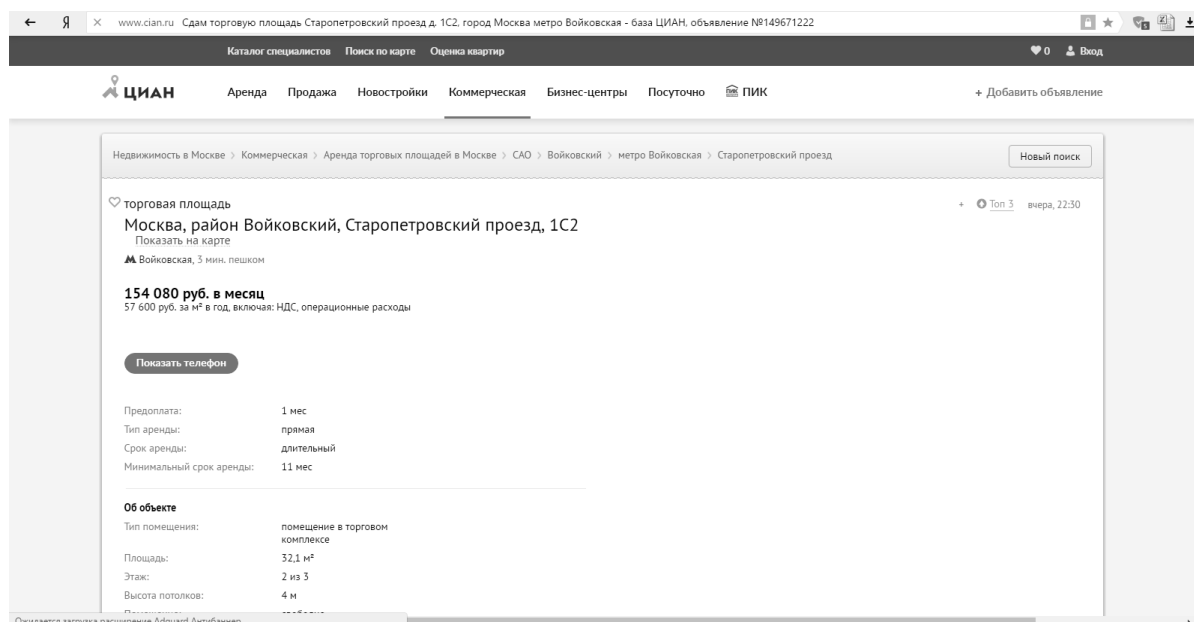 www.cian.ru Сдам торговую площадь Старопетровский проезд д. 1С2, город Москва метро Войковская - база ЦИАН, объявление №149671222
Каталог специалистов Поиск по карте Оценка квартир 0 Вход
ЦИАН Аренда Продажа Новостройки Коммерческая Бизнес-центры Посуточно ПИК + Добавить объявление
Недвижимость в Москве > Коммерческая > Аренда торговых площадей в Москве > САО > Войковский > метро Войковская > Старопетровский проезд Новый поиск
торговая площадь + Топ 3 вчера, 22:30
Москва, район Войковский, Старопетровский проезд, 1С2
Показать на карте
Войковская, 3 мин. пешком
154 080 руб. в месяц
57 600 руб. за м² в год, включая: НДС, операционные расходы
Показать телефон
Предоплата: 1 мес
Тип аренды: прямая
Срок аренды: длительный
Минимальный срок аренды: 11 мес
Об объекте
Тип помещения: помещение в торговом
комплексе
Площадь: 32,1 м²
Этаж: 2 из 3
Высота потолков: 4 м